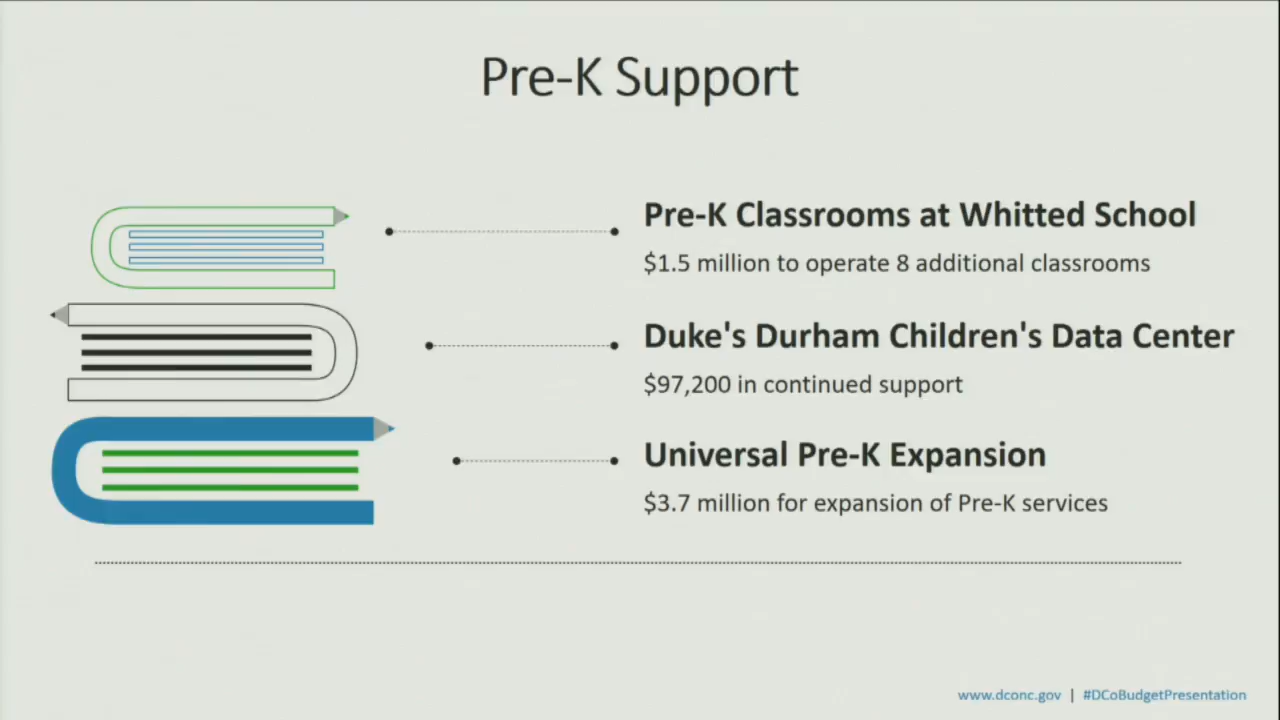 Pre-K Support
Pre-K Classrooms at Whitted School
$1.5 million to operate 8 additional classrooms
Duke's Durham Children's Data Center
$97,200 in continued support
Universal Pre-K Expansion
$3.7 million for expansion of Pre-K services
www.dconc.gov | #DCoBudgetPresentation